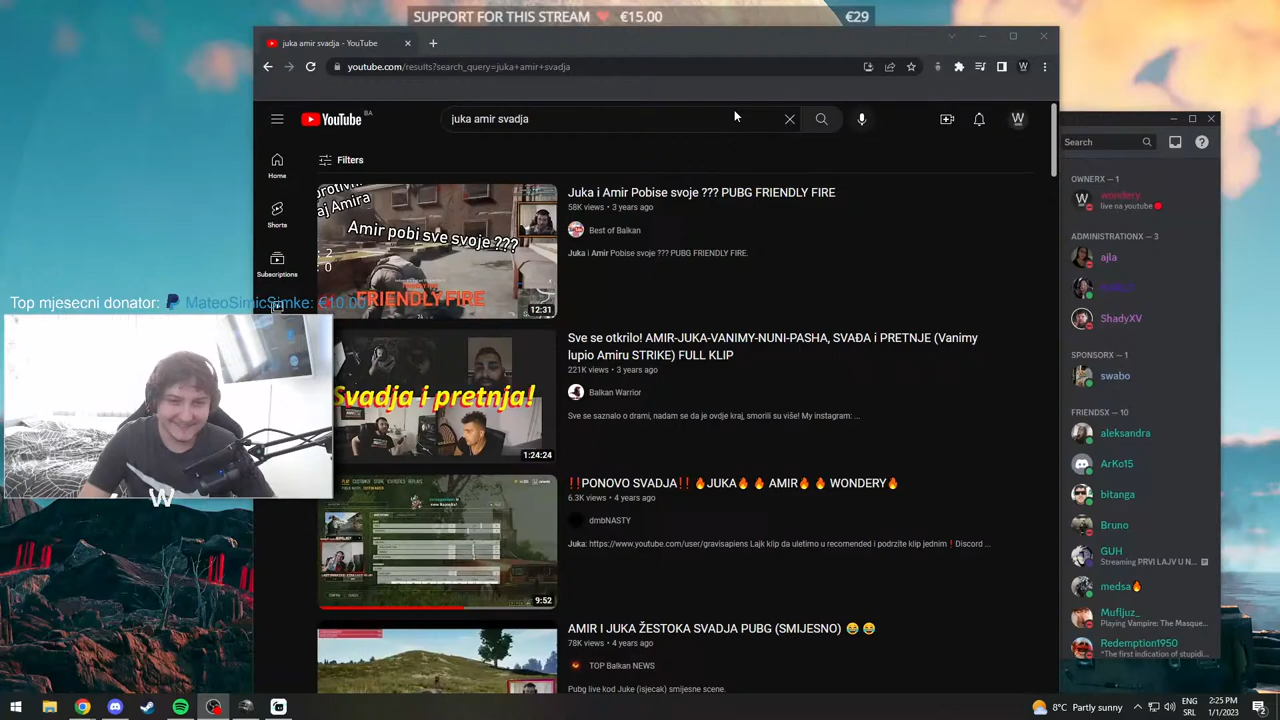 SUPPORT FOR THIS STREAM ❤ €15.00 €29
juka amir svadja - YouTube
youtube.com/results?search_query=juka+amir+svadja
YouTube BA
juka amir svadja
W
Home
Shorts
Subscriptions
Filters
protiv
aj Amira
Amir pobi sve svoje ???
FRIENDLY FIRE
12:31
Juka i Amir Pobise svoje ??? PUBG FRIENDLY FIRE
58K views • 3 years ago
Best of Balkan
Juka i Amir Pobise svoje ??? PUBG FRIENDLY FIRE.
Top mjesecni donator: MateoSimicSimke: €10.00
Svadja i pretnja!
1:24:24
Sve se otkrilo! AMIR-JUKA-VANIMY-NUNI-PASHA, SVAĐA i PRETNJE (Vanimy
lupio Amiru STRIKE) FULL KLIP
221K views • 3 years ago
Balkan Warrior
Sve se saznalo o drami, nadam se da je ovdje kraj, smorili su više! My instagram: ...
W
9:52
‼️PONOVO SVADJA‼️ 🔥JUKA🔥 🔥 AMIR🔥 🔥 WONDERY🔥
6.3K views • 4 years ago
dmbNASTY
Juka: https://www.youtube.com/user/gravisapiens Lajk klip da uletimo u recomended i podrzite klip jednim ❗Discord ...
AMIR I JUKA ŽESTOKA SVADJA PUBG (SMIJESNO) 😂😂
78K views • 4 years ago
TOP Balkan NEWS
Pubg live kod Juke (isjecak) smijesne scene.
Search
OWNERX — 1
wondery
live na youtube 🔴
ADMINISTRATIONX — 3
ajla
ShadyXV
SPONSORX — 1
swabo
FRIENDSX — 10
aleksandra
ArKo15
bitanga
Bruno
GUH
Streaming PRVI LAJV U N...
medsa🔥
Mufljuz_
Playing Vampire: The Masque...
Redemption1950
"The first indication of stupidi...
8°C Partly sunny
ENG
SRL
2:25 PM
1/1/2023
2